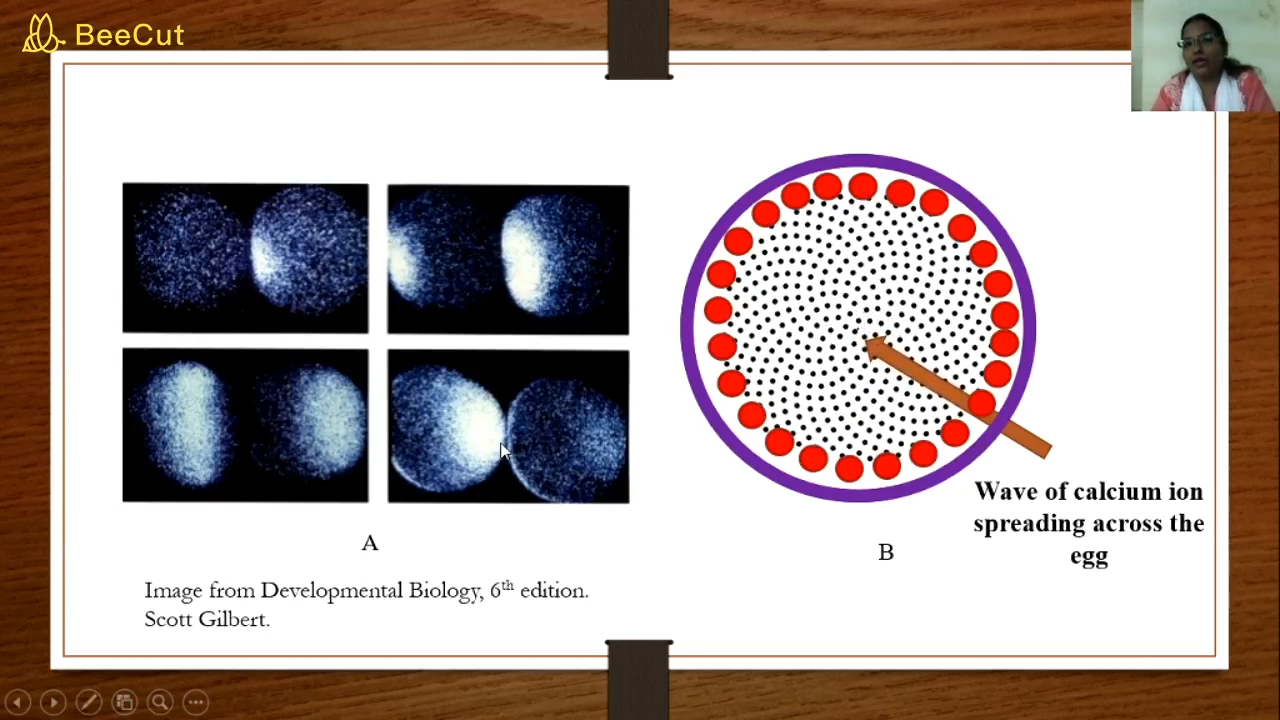 BeeCut
Wave of calcium ion
spreading across the
egg
A
B
Image from Developmental Biology, 6th edition.
Scott Gilbert.